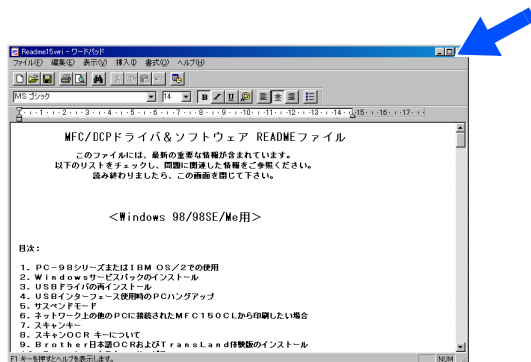 Readme15.wri - ワードパッド
ファイル(F) 編集(E) 表示(V) 挿入(I) 書式(O) ヘルプ(H)
MS ゴシック 14 B I U
1 2 3 4 5 6 7 8 9 10 11 12 13 14 15 16 17
MFC/DCPドライバ＆ソフトウェア READMEファイル
このファイルには、最新の重要な情報が含まれています。
以下のリストをチェックし、問題に関連した情報をご参照ください。
読み終わりましたら、この画面を閉じて下さい。
＜Windows 98/98SE/Me用＞
目次：
1. PC-98シリーズまたはIBM OS/2での使用
2. Windowsサービスパックのインストール
3. USBドライバの再インストール
4. USBインターフェース使用時のPCハングアップ
5. サスペンドモード
6. ネットワーク上の他のPCに接続されたMFC150CLから印刷したい場合
7. スキャンキー
8. スキャンOCR キーについて
9. Brother日本語OCRおよびTransLand体験版のインストール
F1 キーを押すとヘルプを表示します。 NUM